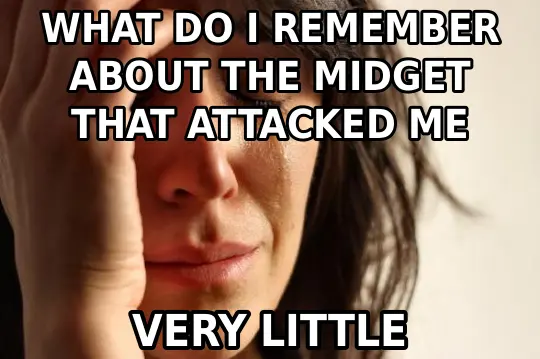 WHAT DO I REMEMBER
ABOUT THE MIDGET
THAT ATTACKED ME
VERY LITTLE